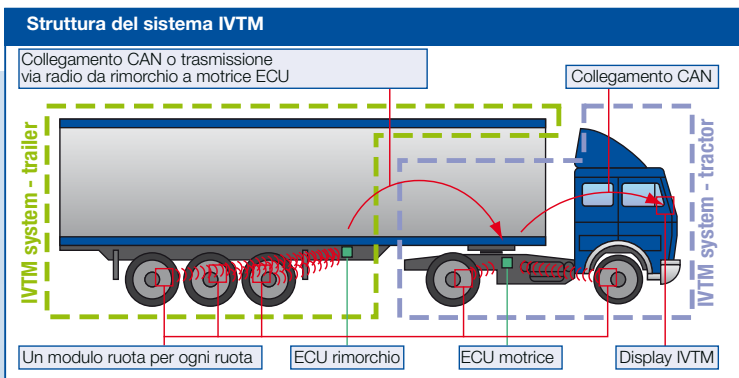 Struttura del sistema IVTM
Collegamento CAN o trasmissione
via radio da rimorchio a motrice ECU
Collegamento CAN
IVTM system - trailer
IVTM system - tractor
Un modulo ruota per ogni ruota
ECU rimorchio
ECU motrice
Display IVTM